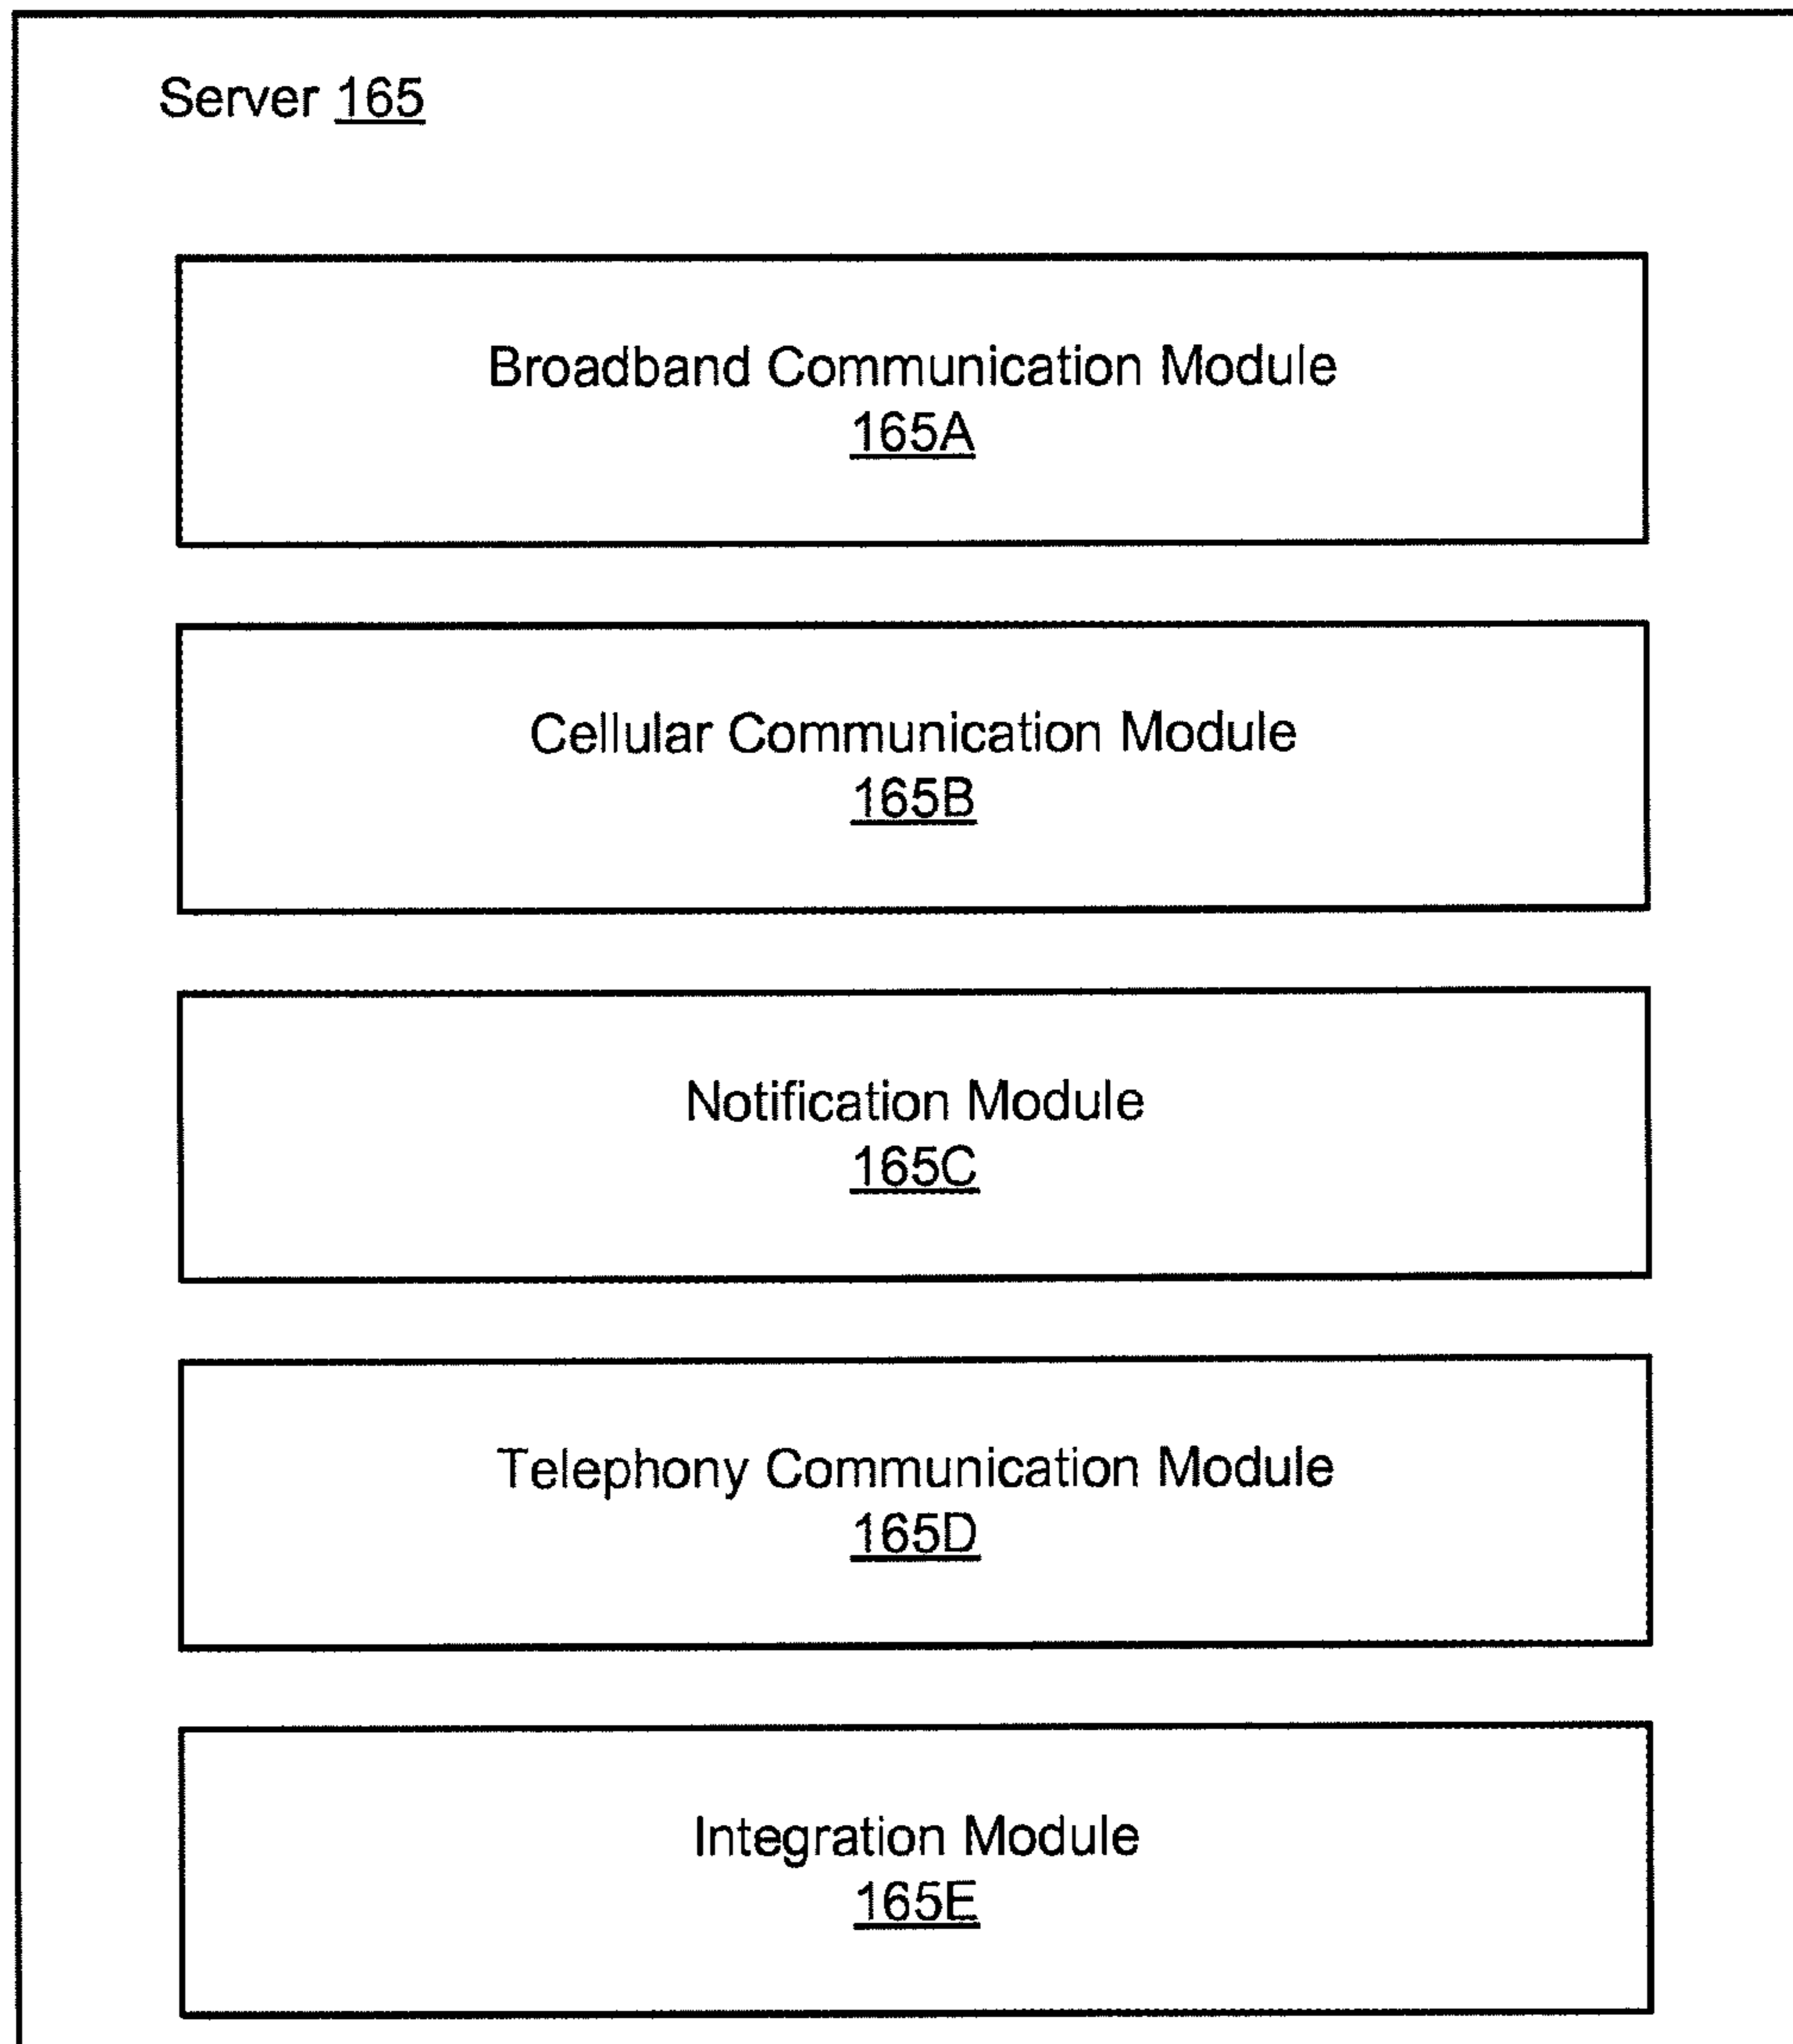 Server 165
Broadband Communication Module
165A
Cellular Communication Module
165B
Notification Module
165C
Telephony Communication Module
165D
Integration Module
165E